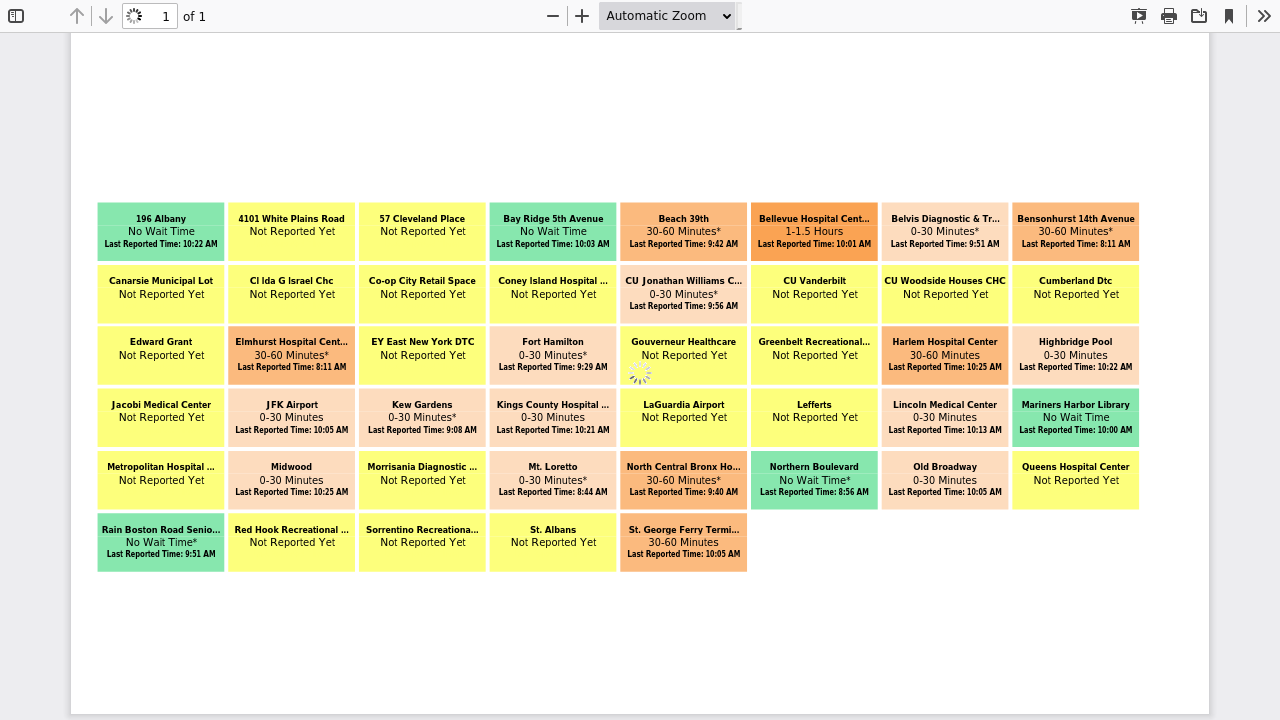 1 of 1 Automatic Zoom
196 Albany
No Wait Time
Last Reported Time: 10:22 AM
4101 White Plains Road
Not Reported Yet
57 Cleveland Place
Not Reported Yet
Bay Ridge 5th Avenue
No Wait Time
Last Reported Time: 10:03 AM
Beach 39th
30-60 Minutes*
Last Reported Time: 9:42 AM
Bellevue Hospital Cent...
1-1.5 Hours
Last Reported Time: 10:01 AM
Belvis Diagnostic & Tr...
0-30 Minutes*
Last Reported Time: 9:51 AM
Bensonhurst 14th Avenue
30-60 Minutes*
Last Reported Time: 8:11 AM
Canarsie Municipal Lot
Not Reported Yet
Cl Ida G Israel Chc
Not Reported Yet
Co-op City Retail Space
Not Reported Yet
Coney Island Hospital ...
Not Reported Yet
CU Jonathan Williams C...
0-30 Minutes*
Last Reported Time: 9:56 AM
CU Vanderbilt
Not Reported Yet
CU Woodside Houses CHC
Not Reported Yet
Cumberland Dtc
Not Reported Yet
Edward Grant
Not Reported Yet
Elmhurst Hospital Cent...
30-60 Minutes*
Last Reported Time: 8:11 AM
EY East New York DTC
Not Reported Yet
Fort Hamilton
0-30 Minutes*
Last Reported Time: 9:29 AM
Gouverneur Healthcare
Not Reported Yet
Greenbelt Recreational...
Not Reported Yet
Harlem Hospital Center
30-60 Minutes
Last Reported Time: 10:25 AM
Highbridge Pool
0-30 Minutes
Last Reported Time: 10:22 AM
Jacobi Medical Center
Not Reported Yet
JFK Airport
0-30 Minutes
Last Reported Time: 10:05 AM
Kew Gardens
0-30 Minutes*
Last Reported Time: 9:08 AM
Kings County Hospital ...
0-30 Minutes
Last Reported Time: 10:21 AM
LaGuardia Airport
Not Reported Yet
Lefferts
Not Reported Yet
Lincoln Medical Center
0-30 Minutes
Last Reported Time: 10:13 AM
Mariners Harbor Library
No Wait Time
Last Reported Time: 10:00 AM
Metropolitan Hospital ...
Not Reported Yet
Midwood
0-30 Minutes
Last Reported Time: 10:25 AM
Morrisania Diagnostic ...
Not Reported Yet
Mt. Loretto
0-30 Minutes*
Last Reported Time: 8:44 AM
North Central Bronx Ho...
30-60 Minutes*
Last Reported Time: 9:40 AM
Northern Boulevard
No Wait Time*
Last Reported Time: 8:56 AM
Old Broadway
0-30 Minutes
Last Reported Time: 10:05 AM
Queens Hospital Center
Not Reported Yet
Rain Boston Road Senio...
No Wait Time*
Last Reported Time: 9:51 AM
Red Hook Recreational ...
Not Reported Yet
Sorrentino Recreationa...
Not Reported Yet
St. Albans
Not Reported Yet
St. George Ferry Termi...
30-60 Minutes
Last Reported Time: 10:05 AM